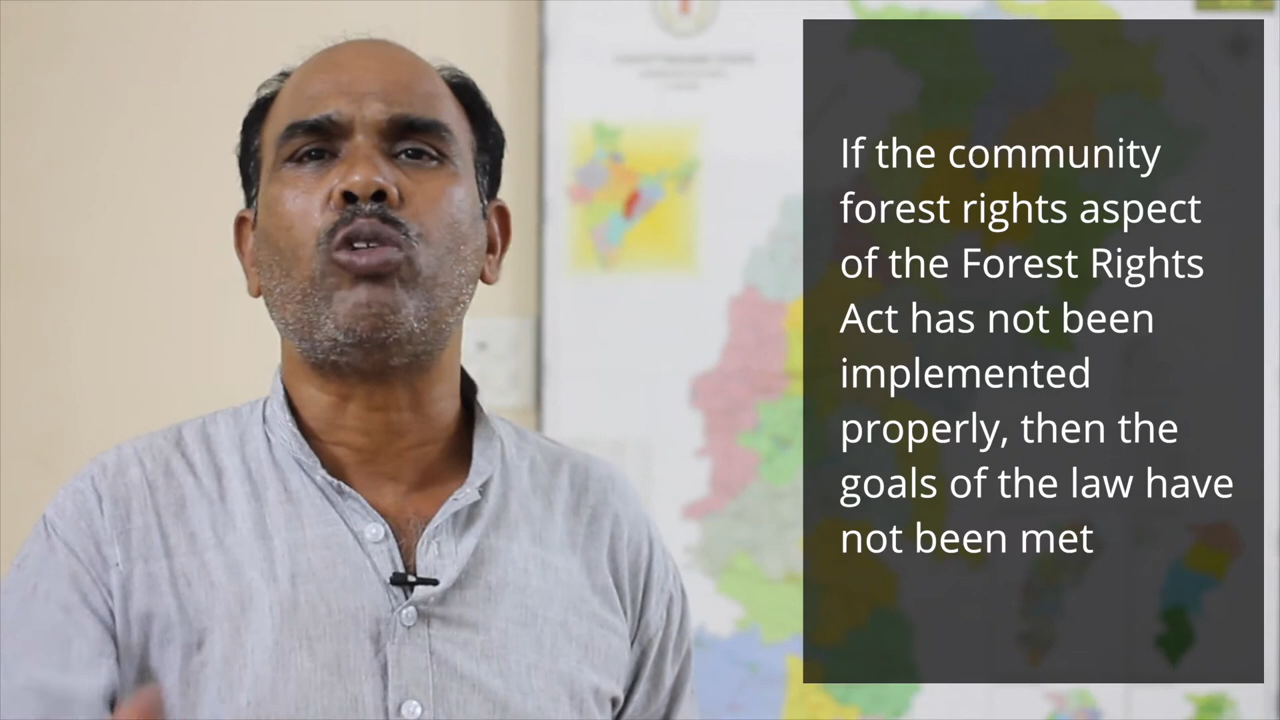 If the community
forest rights aspect
of the Forest Rights
Act has not been
implemented
properly, then the
goals of the law have
not been met